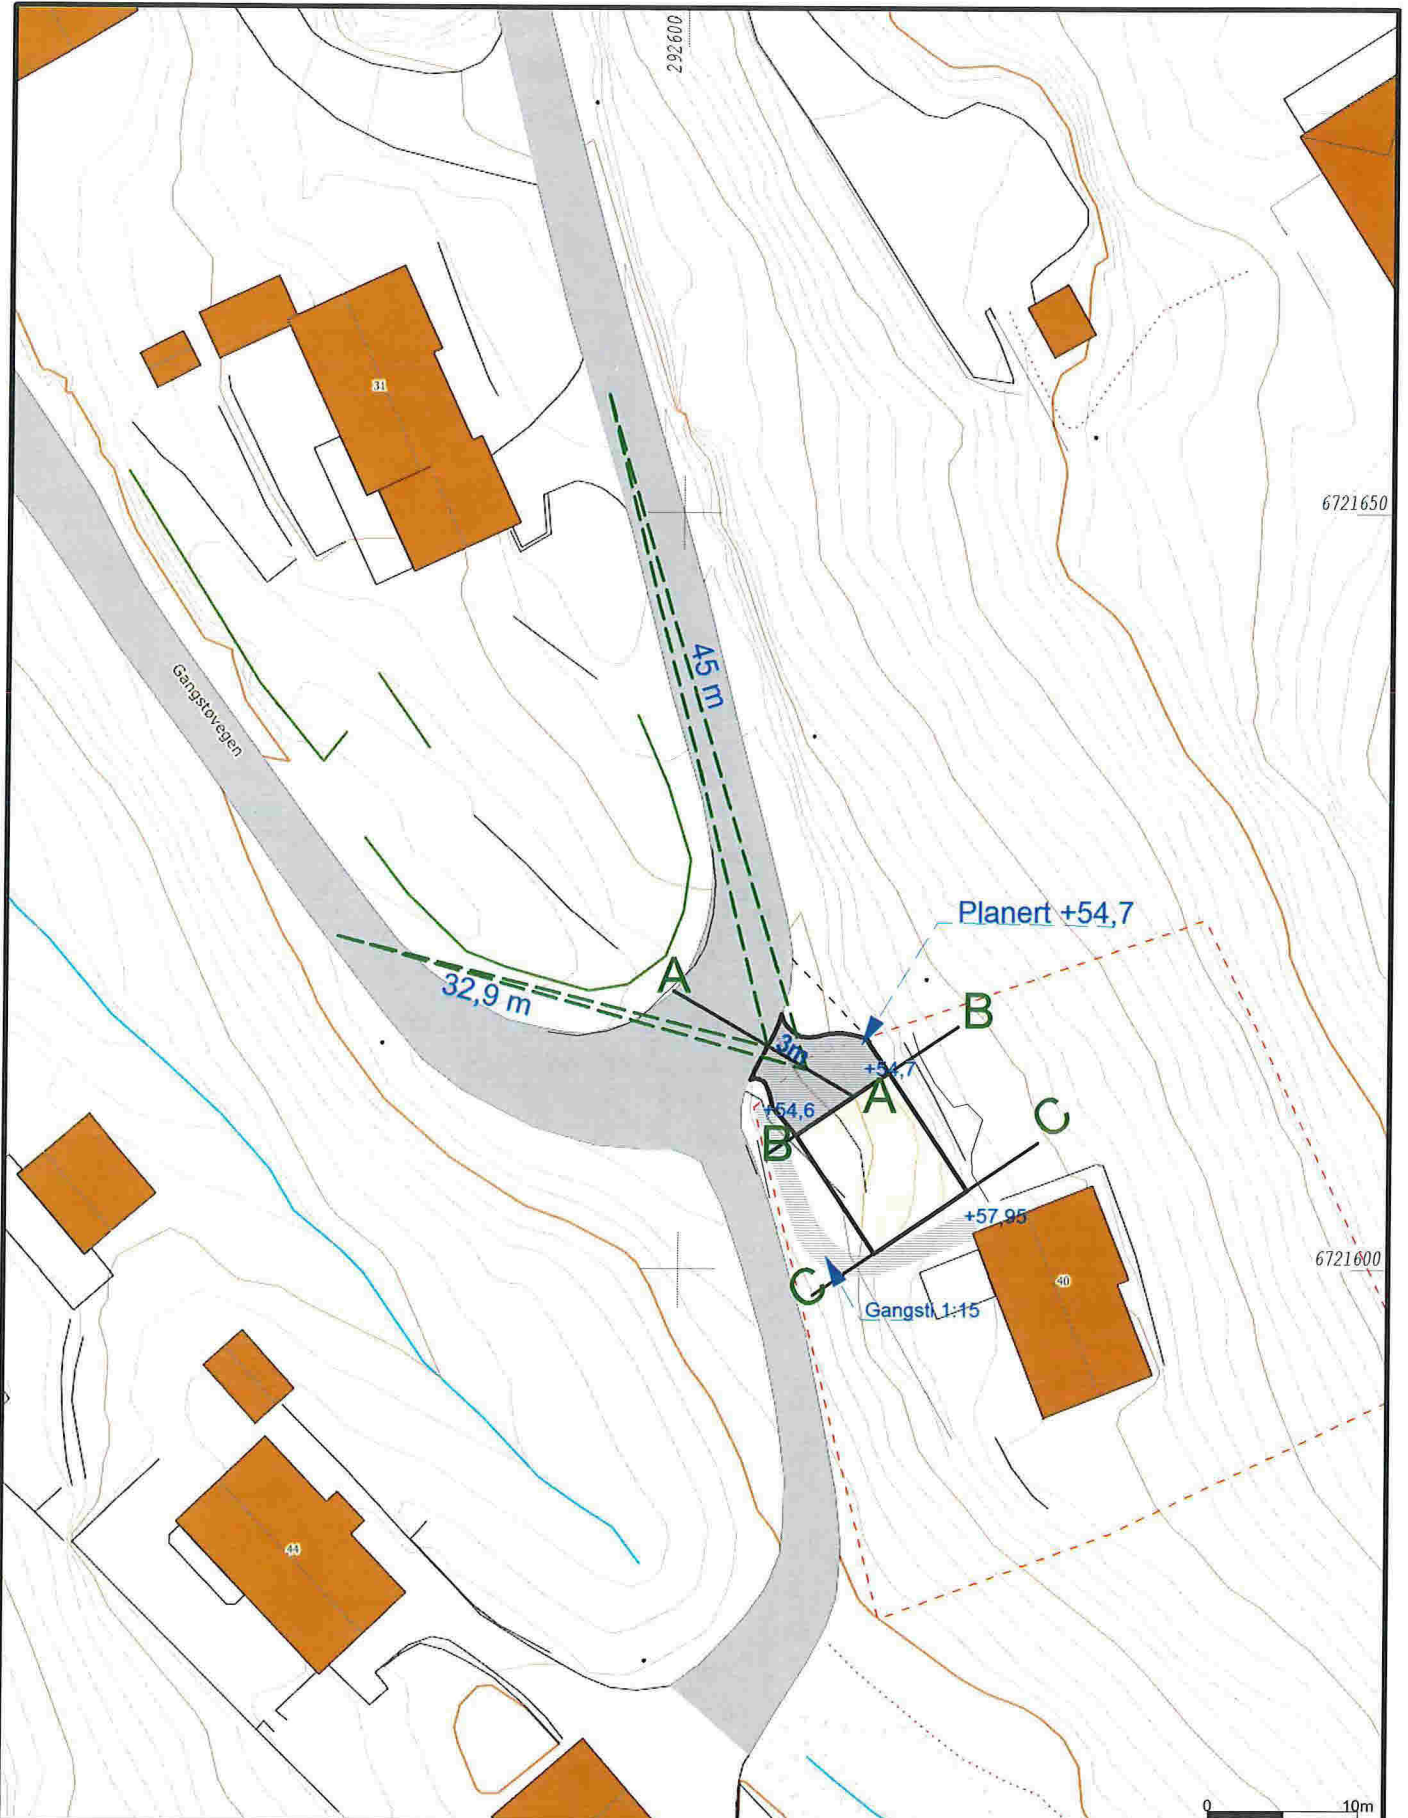 292600
31
6721650
45 m
Gangstøvegen
Planert +54,7
A
32,9 m
B
3m
+54,7
A
+54,6
C
B
+57,95
6721600
C
40
Gangsti 1:15
44
0 10m